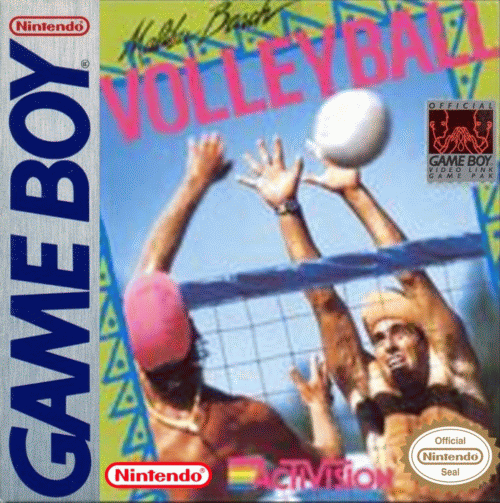 Nintendo®
GAME BOY®
Malibu Beach
VOLLEYBALL
OFFICIAL
GAME BOY
VIDEO LINK
GAME PAK
Nintendo®
ACTIVISION
Official
Nintendo
Seal